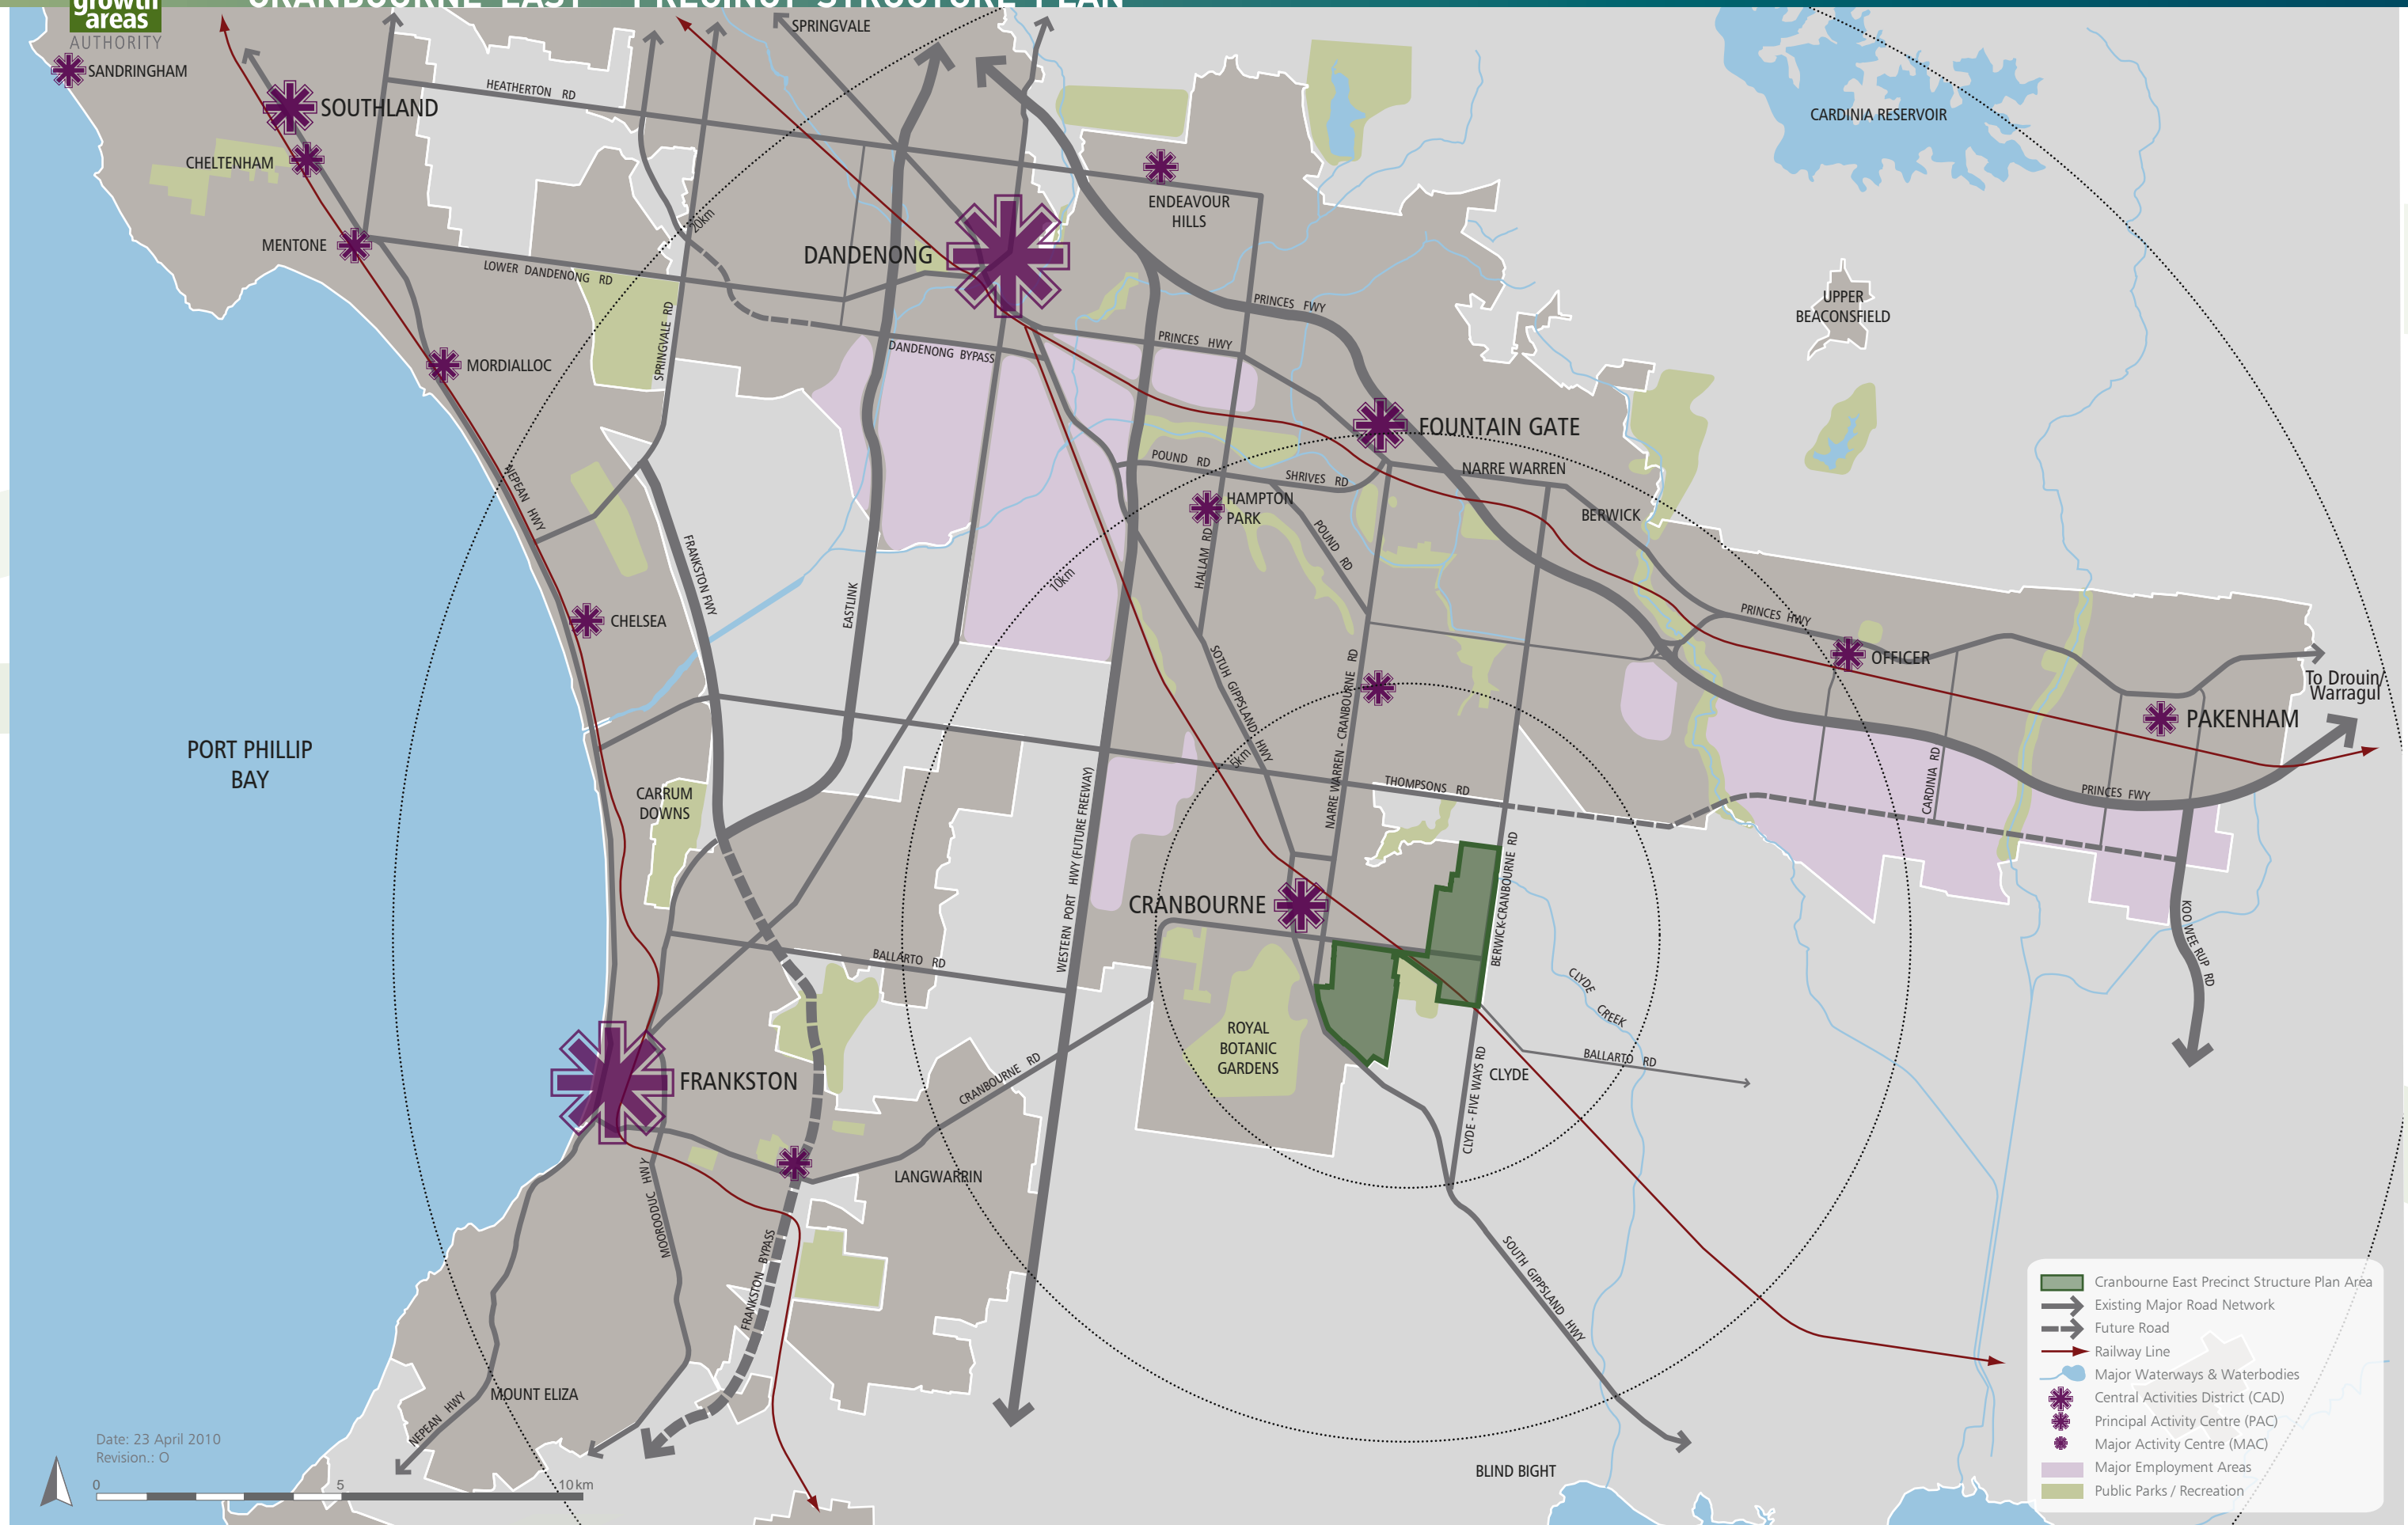 growth
areas
AUTHORITY
CRANBOURNE EAST - PRECINCT STRUCTURE PLAN
SPRINGVALE
SANDRINGHAM
HEATHERTON RD
SOUTHLAND
CARDINIA RESERVOIR
CHELTENHAM
ENDEAVOUR
HILLS
20km
MENTONE
DANDENONG
LOWER DANDENONG RD
UPPER
BEACONSFIELD
PRINCES FWY
SPRINGVALE RD
PRINCES HWY
DANDENONG BYPASS
MORDIALLOC
FOUNTAIN GATE
POUND RD
NARRE WARREN
SHRIVES RD
NEPEAN HWY
HAMPTON
PARK
BERWICK
POUND RD
FRANKSTON FWY
HALLAM RD
10km
EASTLINK
CHELSEA
PRINCES HWY
OFFICER
To Drouin/
Warragul
SOTUH GIPPSLAND HWY
NARRE WARREN - CRANBOURNE RD
PAKENHAM
PORT PHILLIP
BAY
5km
THOMPSONS RD
CARDINIA RD
PRINCES FWY
CARRUM
DOWNS
WESTERN PORT HWY (FUTURE FREEWAY)
BERWICK-CRANBOURNE RD
CRANBOURNE
KOO WEE RUP RD
BALLARTO RD
CLYDE CREEK
ROYAL
BOTANIC
GARDENS
BALLARTO RD
CLYDE
CLYDE - FIVE WAYS RD
FRANKSTON
CRANBOURNE RD
LANGWARRIN
MOOROODUC HWY
FRANKSTON BYPASS
SOUTH GIPPSLAND HWY
MOUNT ELIZA
NEPEAN HWY
BLIND BIGHT
Date: 23 April 2010
Revision.: O
0 5 10km
Cranbourne East Precinct Structure Plan Area
Existing Major Road Network
Future Road
Railway Line
Major Waterways & Waterbodies
Central Activities District (CAD)
Principal Activity Centre (PAC)
Major Activity Centre (MAC)
Major Employment Areas
Public Parks / Recreation